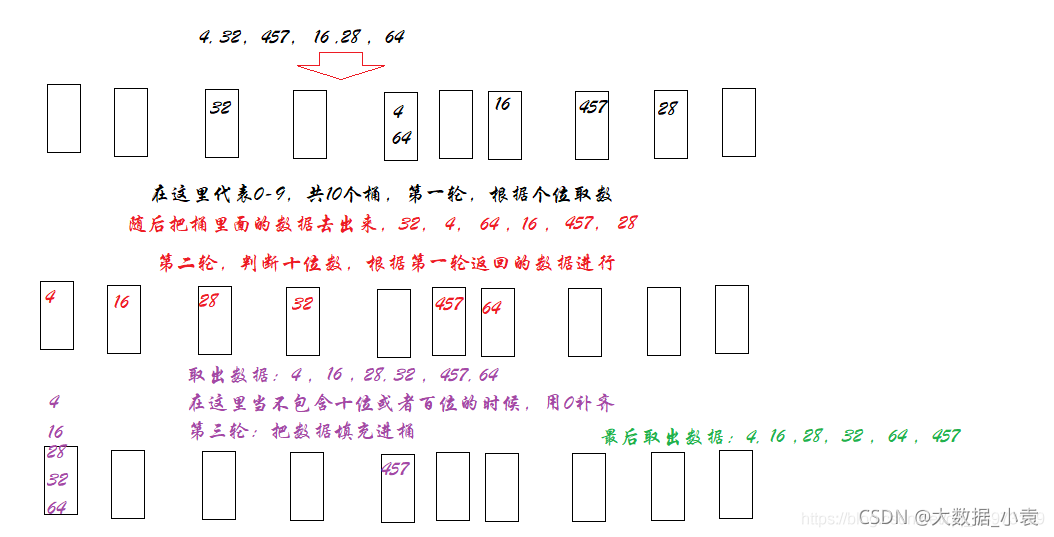 4，32，457，16，28，64
32 4 16 457 28
64
在这里代表0-9，共10个桶，第一轮，根据个位取数
随后把桶里面的数据去出来，32，4，64，16，457，28
第二轮，判断十位数，根据第一轮返回的数据进行
4 16 28 32 457 64
取出数据：4，16，28，32，457，64
4 在这里当不包含十位或者百位的时候，用0补齐
16 第三轮：把数据填充进桶 最后取出数据：4，16，28，32，64，457
28
32 457
64
CSDN @大数据_小袁